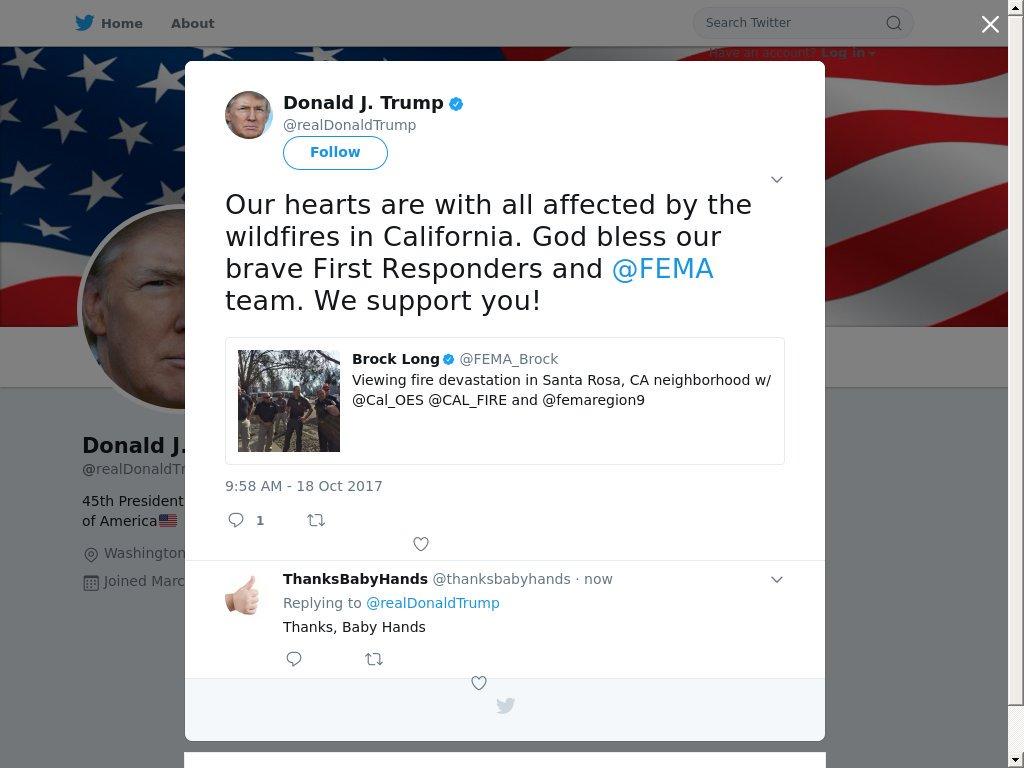 Home About Search Twitter
Have an account? Log in
Donald J. Trump
@realDonaldTrump
Follow
Our hearts are with all affected by the
wildfires in California. God bless our
brave First Responders and @FEMA
team. We support you!
Brock Long @FEMA_Brock
Viewing fire devastation in Santa Rosa, CA neighborhood w/
@Cal_OES @CAL_FIRE and @femaregion9
9:58 AM - 18 Oct 2017
1
ThanksBabyHands @thanksbabyhands · now
Replying to @realDonaldTrump
Thanks, Baby Hands
Donald J.
@realDonaldTr
45th President
of America
Washington
Joined Marc